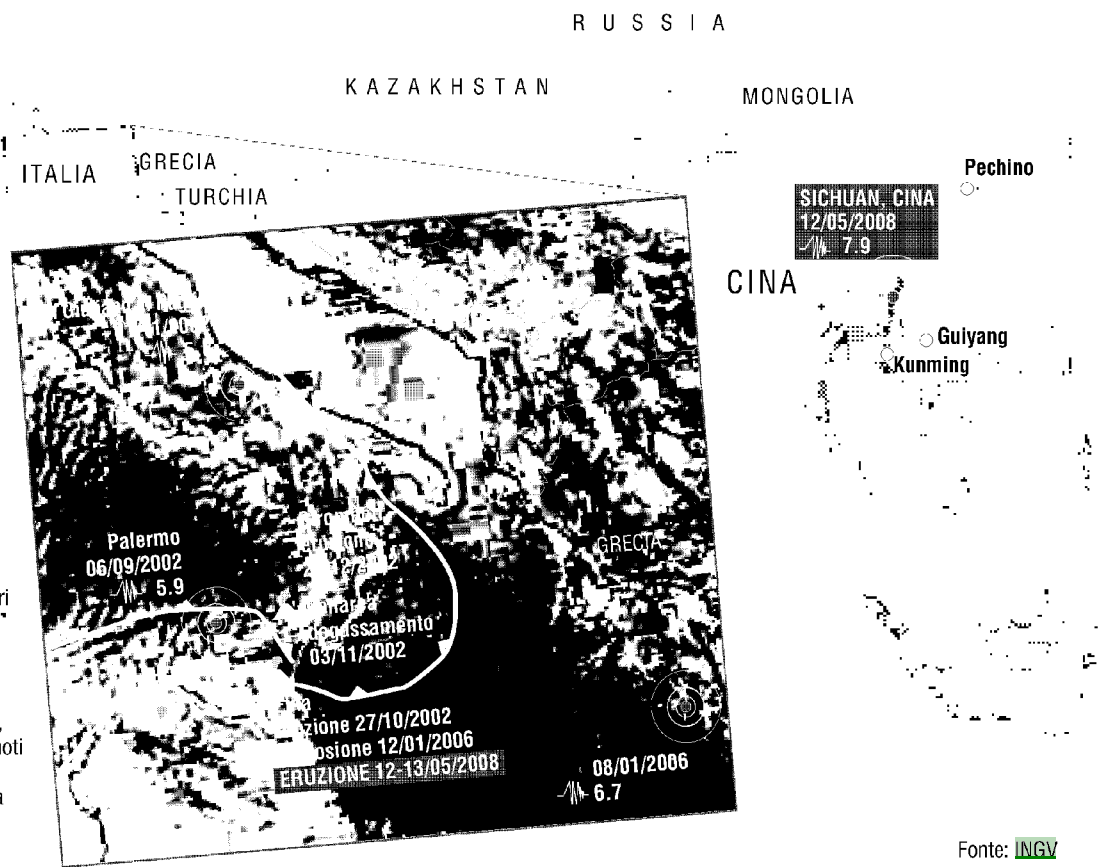 RUSSIA
KAZAKHSTAN
MONGOLIA
ITALIA
GRECIA
TURCHIA
Pechino
SICHUAN, CINA
12/05/2008
7.9
CINA
Guiyang
Kunming
Palermo
06/09/2002
5.9
GRECIA
03/11/2002
zione 27/10/2002
osione 12/01/2006
ERUZIONE 12-13/05/2008
08/01/2006
6.7
Fonte: INGV